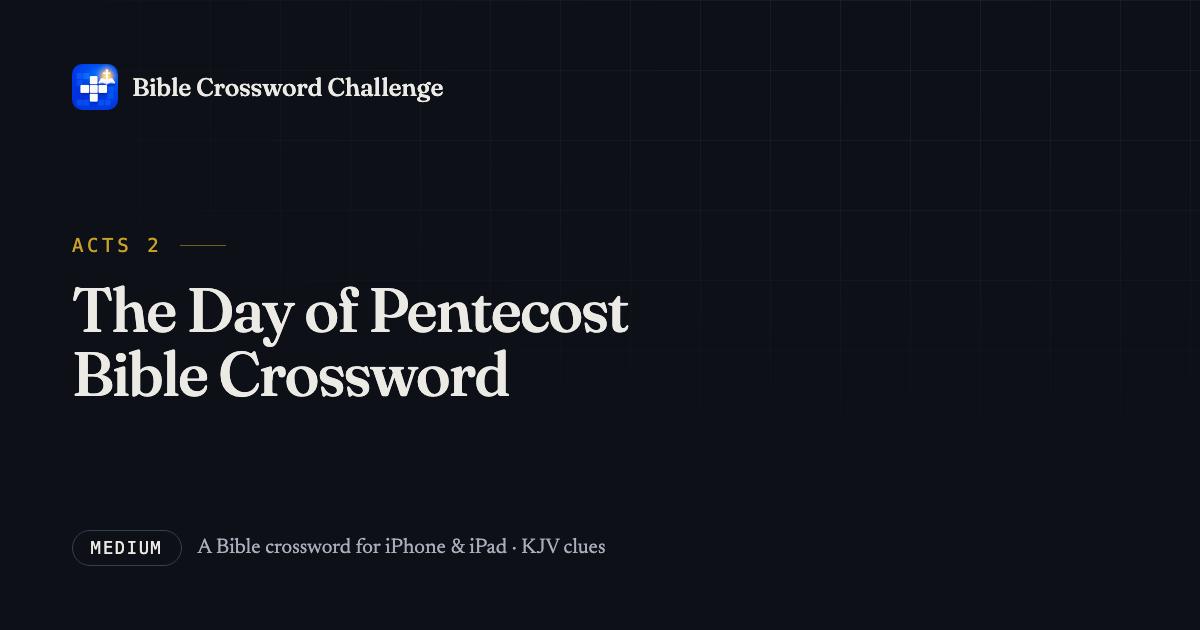 Bible Crossword Challenge
ACTS 2
The Day of Pentecost
Bible Crossword
MEDIUM
A Bible crossword for iPhone & iPad · KJV clues